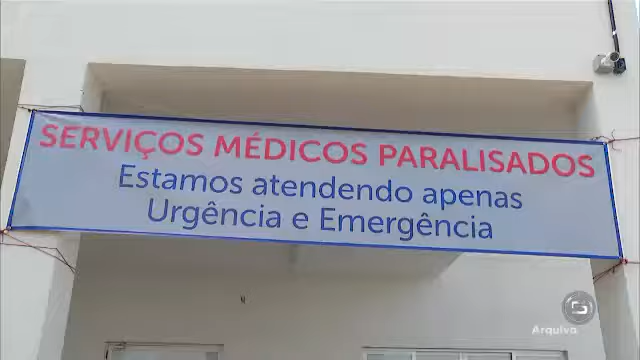 SERVIÇOS MÉDICOS PARALISADOS
Estamos atendendo apenas
Urgência e Emergência
Arquivo